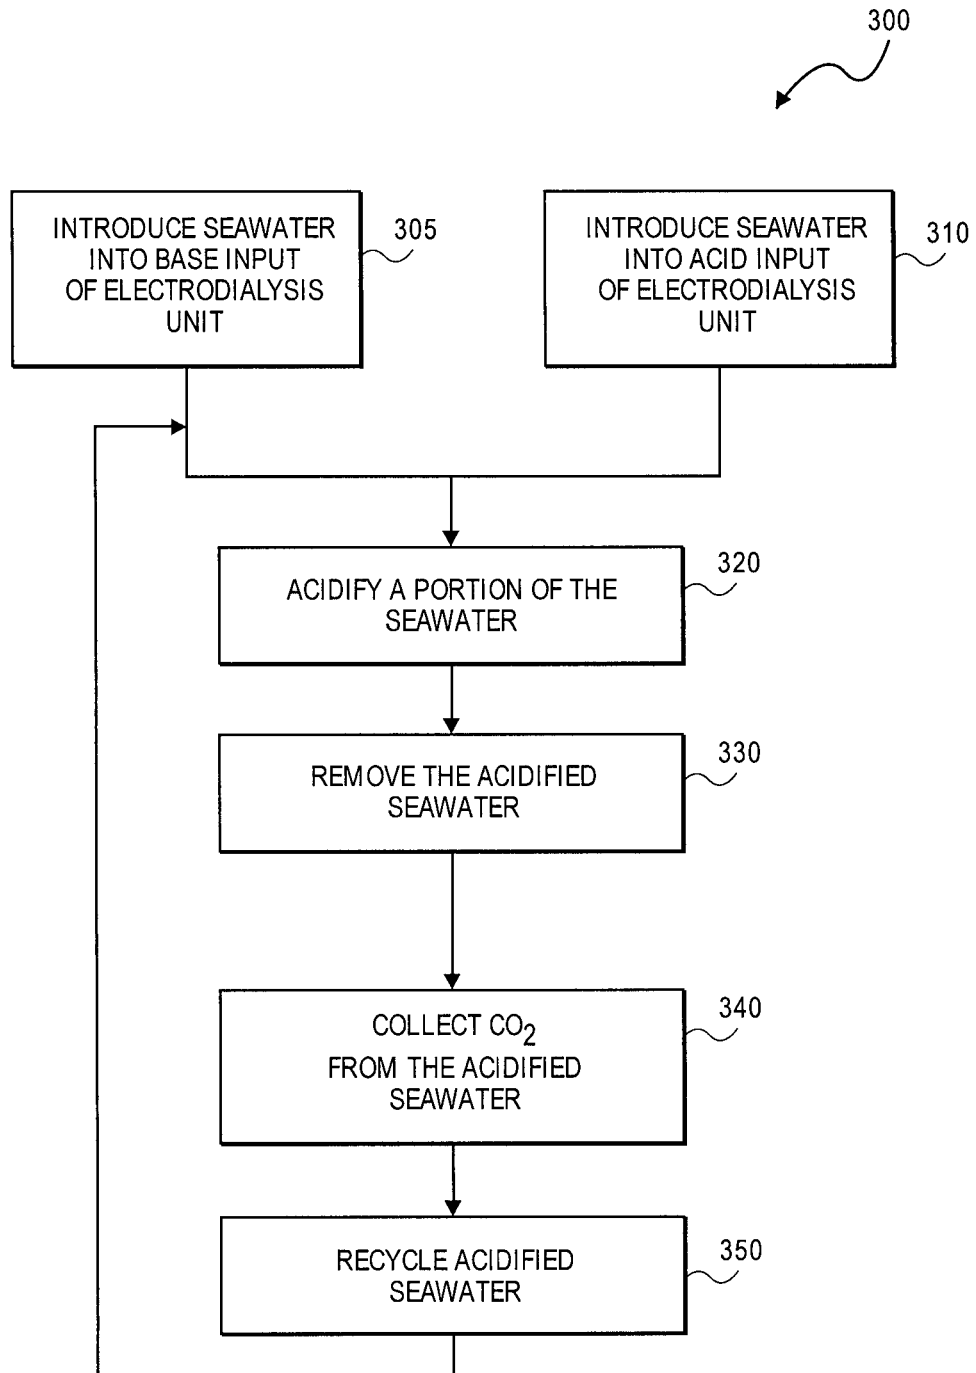 300
INTRODUCE SEAWATER
INTO BASE INPUT
OF ELECTRODIALYSIS
UNIT
305
INTRODUCE SEAWATER
INTO ACID INPUT
OF ELECTRODIALYSIS
UNIT
310
ACIDIFY A PORTION OF THE
SEAWATER
320
REMOVE THE ACIDIFIED
SEAWATER
330
COLLECT CO2
FROM THE ACIDIFIED
SEAWATER
340
RECYCLE ACIDIFIED
SEAWATER
350